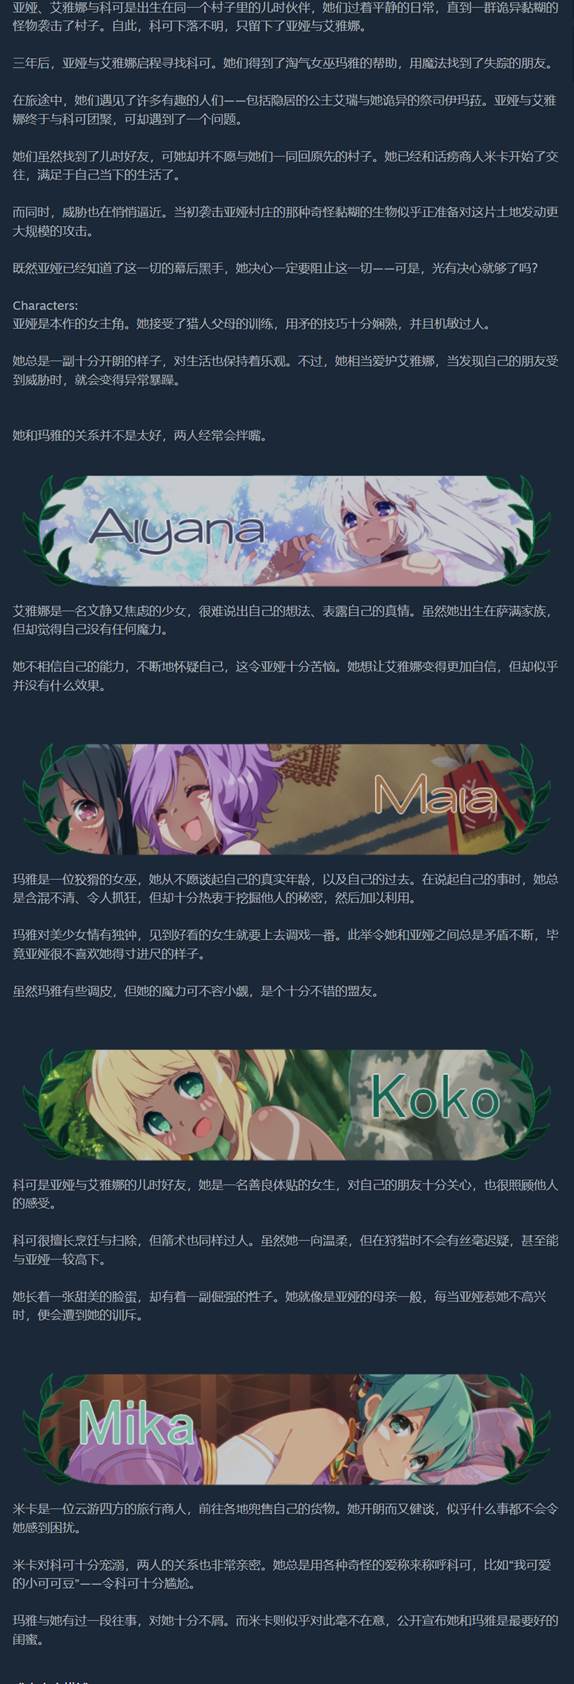 亚娅、艾雅娜与科可是出生在同一个村子里的儿时伙伴，她们过着平静的日常，直到一群诡异黏糊的
怪物袭击了村子。自此，科可下落不明，只留下了亚娅与艾雅娜。
三年后，亚娅与艾雅娜启程寻找科可。她们得到了淘气女巫玛雅的帮助，用魔法找到了失踪的朋友。
在旅途中，她们遇见了许多有趣的人们——包括隐居的公主艾瑞与她诡异的祭司伊玛菈。亚娅与艾雅
娜终于与科可团聚，可却遇到了一个问题。
她们虽然找到了儿时好友，可她却并不愿与她们一同回原先的村子。她已经和话痨商人米卡开始了交
往，满足于自己当下的生活了。
而同时，威胁也在悄悄逼近。当初袭击亚娅村庄的那种奇怪黏糊的生物似乎正准备对这片土地发动更
大规模的攻击。
既然亚娅已经知道了这一切的幕后黑手，她决心一定要阻止这一切——可是，光有决心就够了吗?
Characters:
亚娅是本作的女主角。她接受了猎人父母的训练，用矛的技巧十分娴熟，并且机敏过人。
她总是一副十分开朗的样子，对生活也保持着乐观。不过，她相当爱护艾雅娜，当发现自己的朋友受
到威胁时，就会变得异常暴躁。
她和玛雅的关系并不是太好，两人经常会拌嘴。
Aiyana
艾雅娜是一名文静又焦虑的少女，很难说出自己的想法、表露自己的真情。虽然她出生在萨满家族，
但却觉得自己没有任何魔力。
她不相信自己的能力，不断地怀疑自己，这令亚娅十分苦恼。她想让艾雅娜变得更加自信，但却似乎
并没有什么效果。
Maia
玛雅是一位狡猾的女巫，她从不愿谈起自己的真实年龄，以及自己的过去。在说起自己的事时，她总
是含混不清、令人抓狂，但却十分热衷于挖掘他人的秘密，然后加以利用。
玛雅对美少女情有独钟，见到好看的女生就要上去调戏一番。此举令她和亚娅之间总是矛盾不断，毕
竟亚娅很不喜欢她得寸进尺的样子。
虽然玛雅有些调皮，但她的魔力可不容小觑，是个十分不错的盟友。
Koko
科可是亚娅与艾雅娜的儿时好友，她是一名善良体贴的女生，对自己的朋友十分关心，也很照顾他人
的感受。
科可很擅长烹饪与扫除，但箭术也同样过人。虽然她一向温柔，但在狩猎时不会有丝毫迟疑，甚至能
与亚娅一较高下。
她长着一张甜美的脸蛋，却有着一副倔强的性子。她就像是亚娅的母亲一般，每当亚娅惹她不高兴
时，便会遭到她的训斥。
Mika
米卡是一位云游四方的旅行商人，前往各地兜售自己的货物。她开朗而又健谈，似乎什么事都不会令
她感到困扰。
米卡对科可十分宠溺，两人的关系也非常亲密。她总是用各种奇怪的爱称来称呼科可，比如“我可爱
的小可可豆”——令科可十分尴尬。
玛雅与她有过一段往事，对她十分不屑。而米卡则似乎对此毫不在意，公开宣布她和玛雅是最要好的
闺蜜。